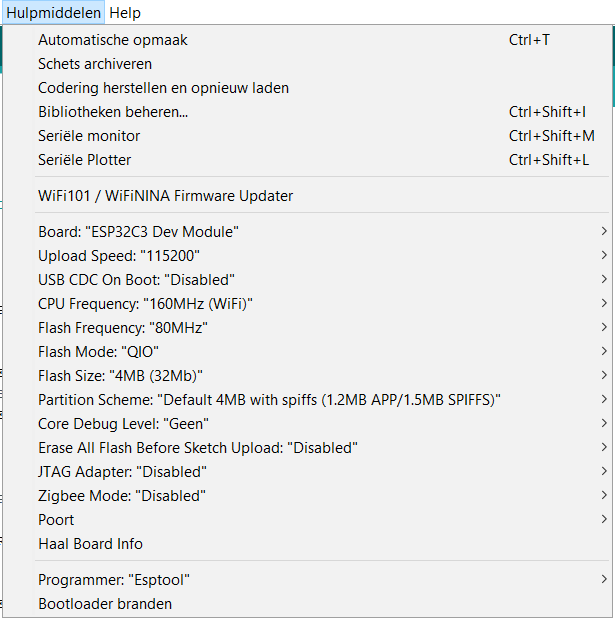 Hulpmiddelen Help
Automatische opmaak Ctrl+T
Schets archiveren
Codering herstellen en opnieuw laden
Bibliotheken beheren... Ctrl+Shift+I
Seriële monitor Ctrl+Shift+M
Seriële Plotter Ctrl+Shift+L
WiFi101 / WiFiNINA Firmware Updater
Board: "ESP32C3 Dev Module"
Upload Speed: "115200"
USB CDC On Boot: "Disabled"
CPU Frequency: "160MHz (WiFi)"
Flash Frequency: "80MHz"
Flash Mode: "QIO"
Flash Size: "4MB (32Mb)"
Partition Scheme: "Default 4MB with spiffs (1.2MB APP/1.5MB SPIFFS)"
Core Debug Level: "Geen"
Erase All Flash Before Sketch Upload: "Disabled"
JTAG Adapter: "Disabled"
Zigbee Mode: "Disabled"
Poort
Haal Board Info
Programmer: "Esptool"
Bootloader branden